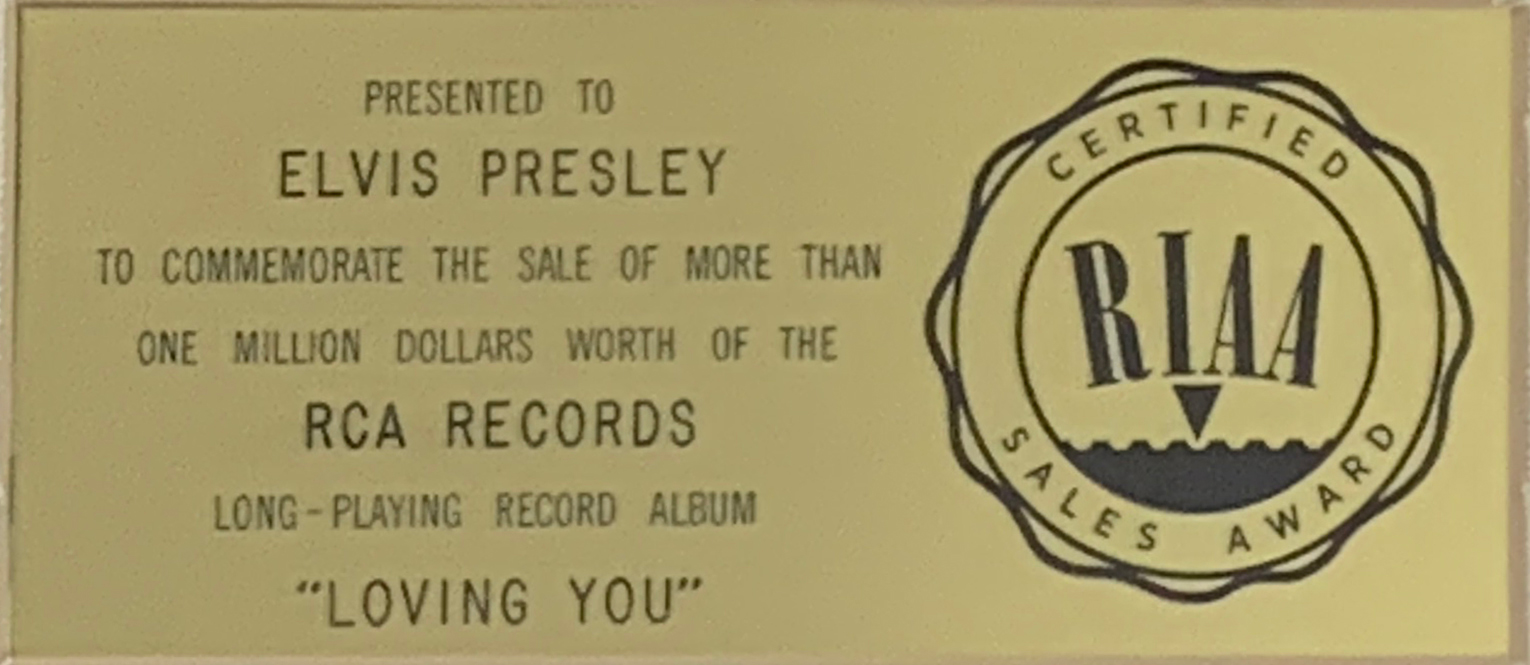 PRESENTED TO
ELVIS PRESLEY
TO COMMEMORATE THE SALE OF MORE THAN
ONE MILLION DOLLARS WORTH OF THE
RCA RECORDS
LONG-PLAYING RECORD ALBUM
"LOVING YOU"
CERTIFIED
RIAA
SALES AWARD